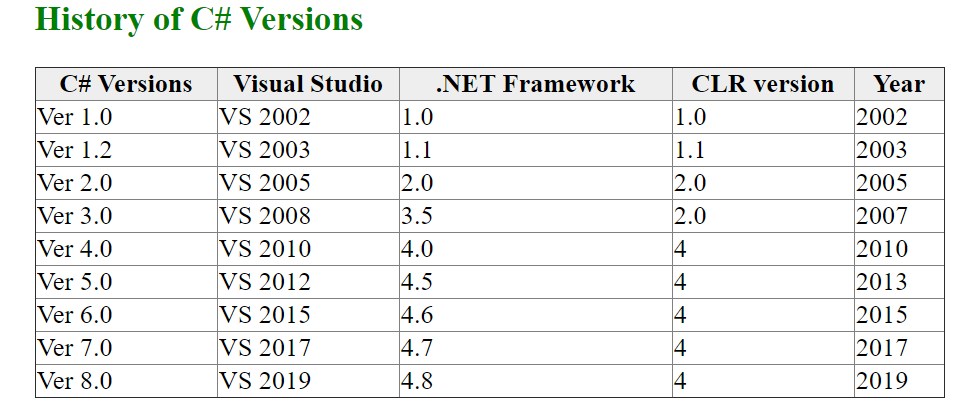 History of C# Versions
C# Versions Visual Studio .NET Framework CLR version Year
Ver 1.0 VS 2002 1.0 1.0 2002
Ver 1.2 VS 2003 1.1 1.1 2003
Ver 2.0 VS 2005 2.0 2.0 2005
Ver 3.0 VS 2008 3.5 2.0 2007
Ver 4.0 VS 2010 4.0 4 2010
Ver 5.0 VS 2012 4.5 4 2013
Ver 6.0 VS 2015 4.6 4 2015
Ver 7.0 VS 2017 4.7 4 2017
Ver 8.0 VS 2019 4.8 4 2019